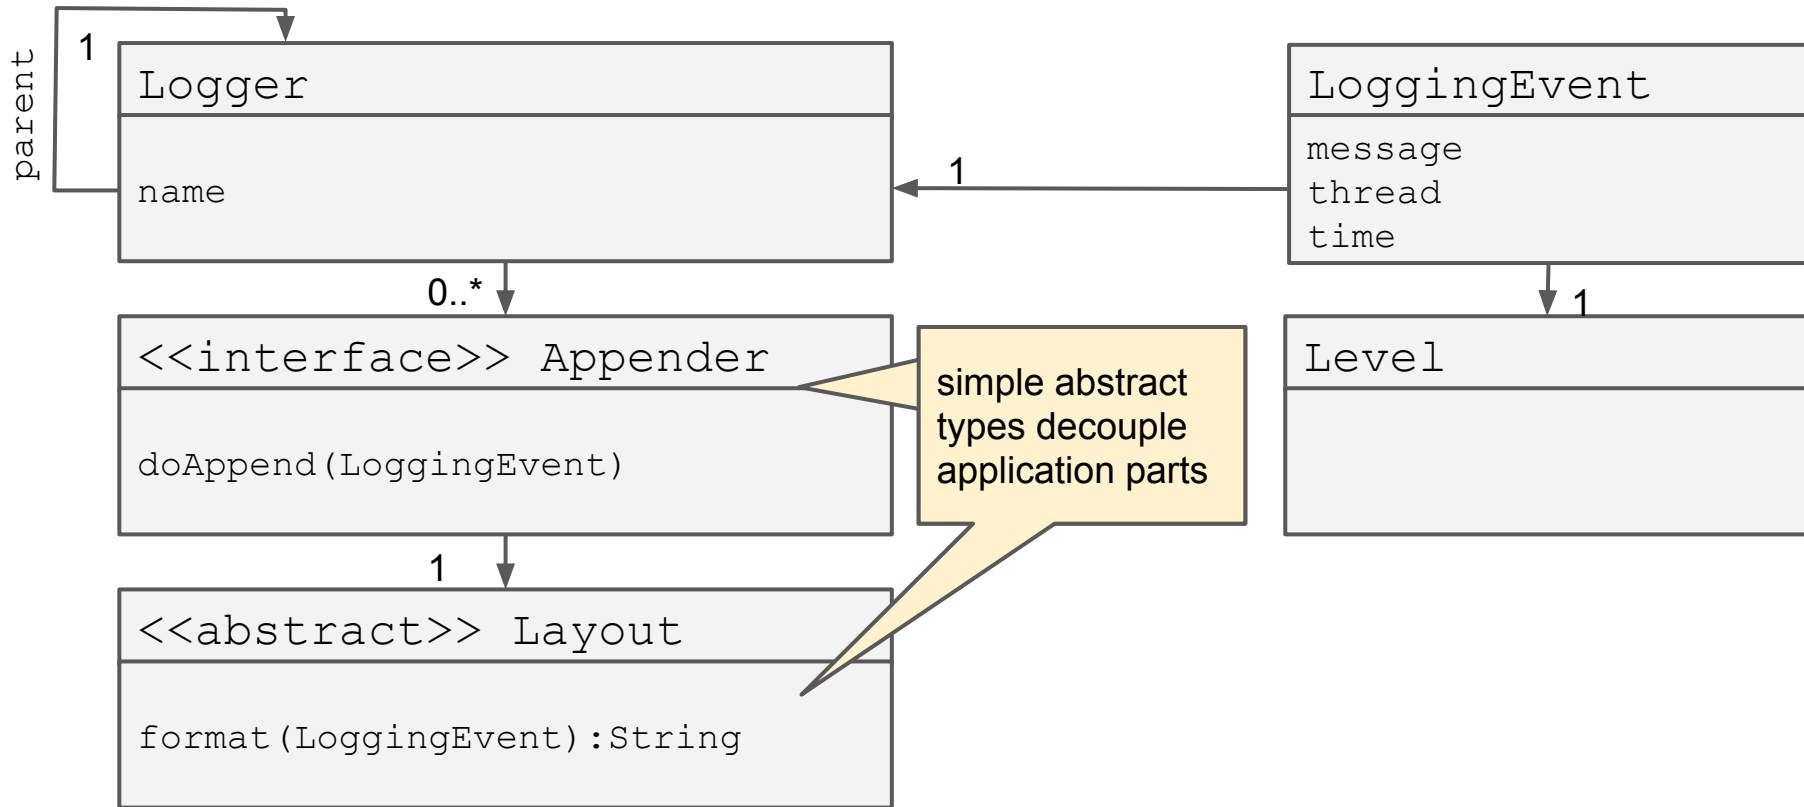 1
parent
Logger
name
1
LoggingEvent
message
thread
time
0..*
1
<<interface>> Appender
doAppend(LoggingEvent)
simple abstract
types decouple
application parts
Level
1
<<abstract>> Layout
format(LoggingEvent):String